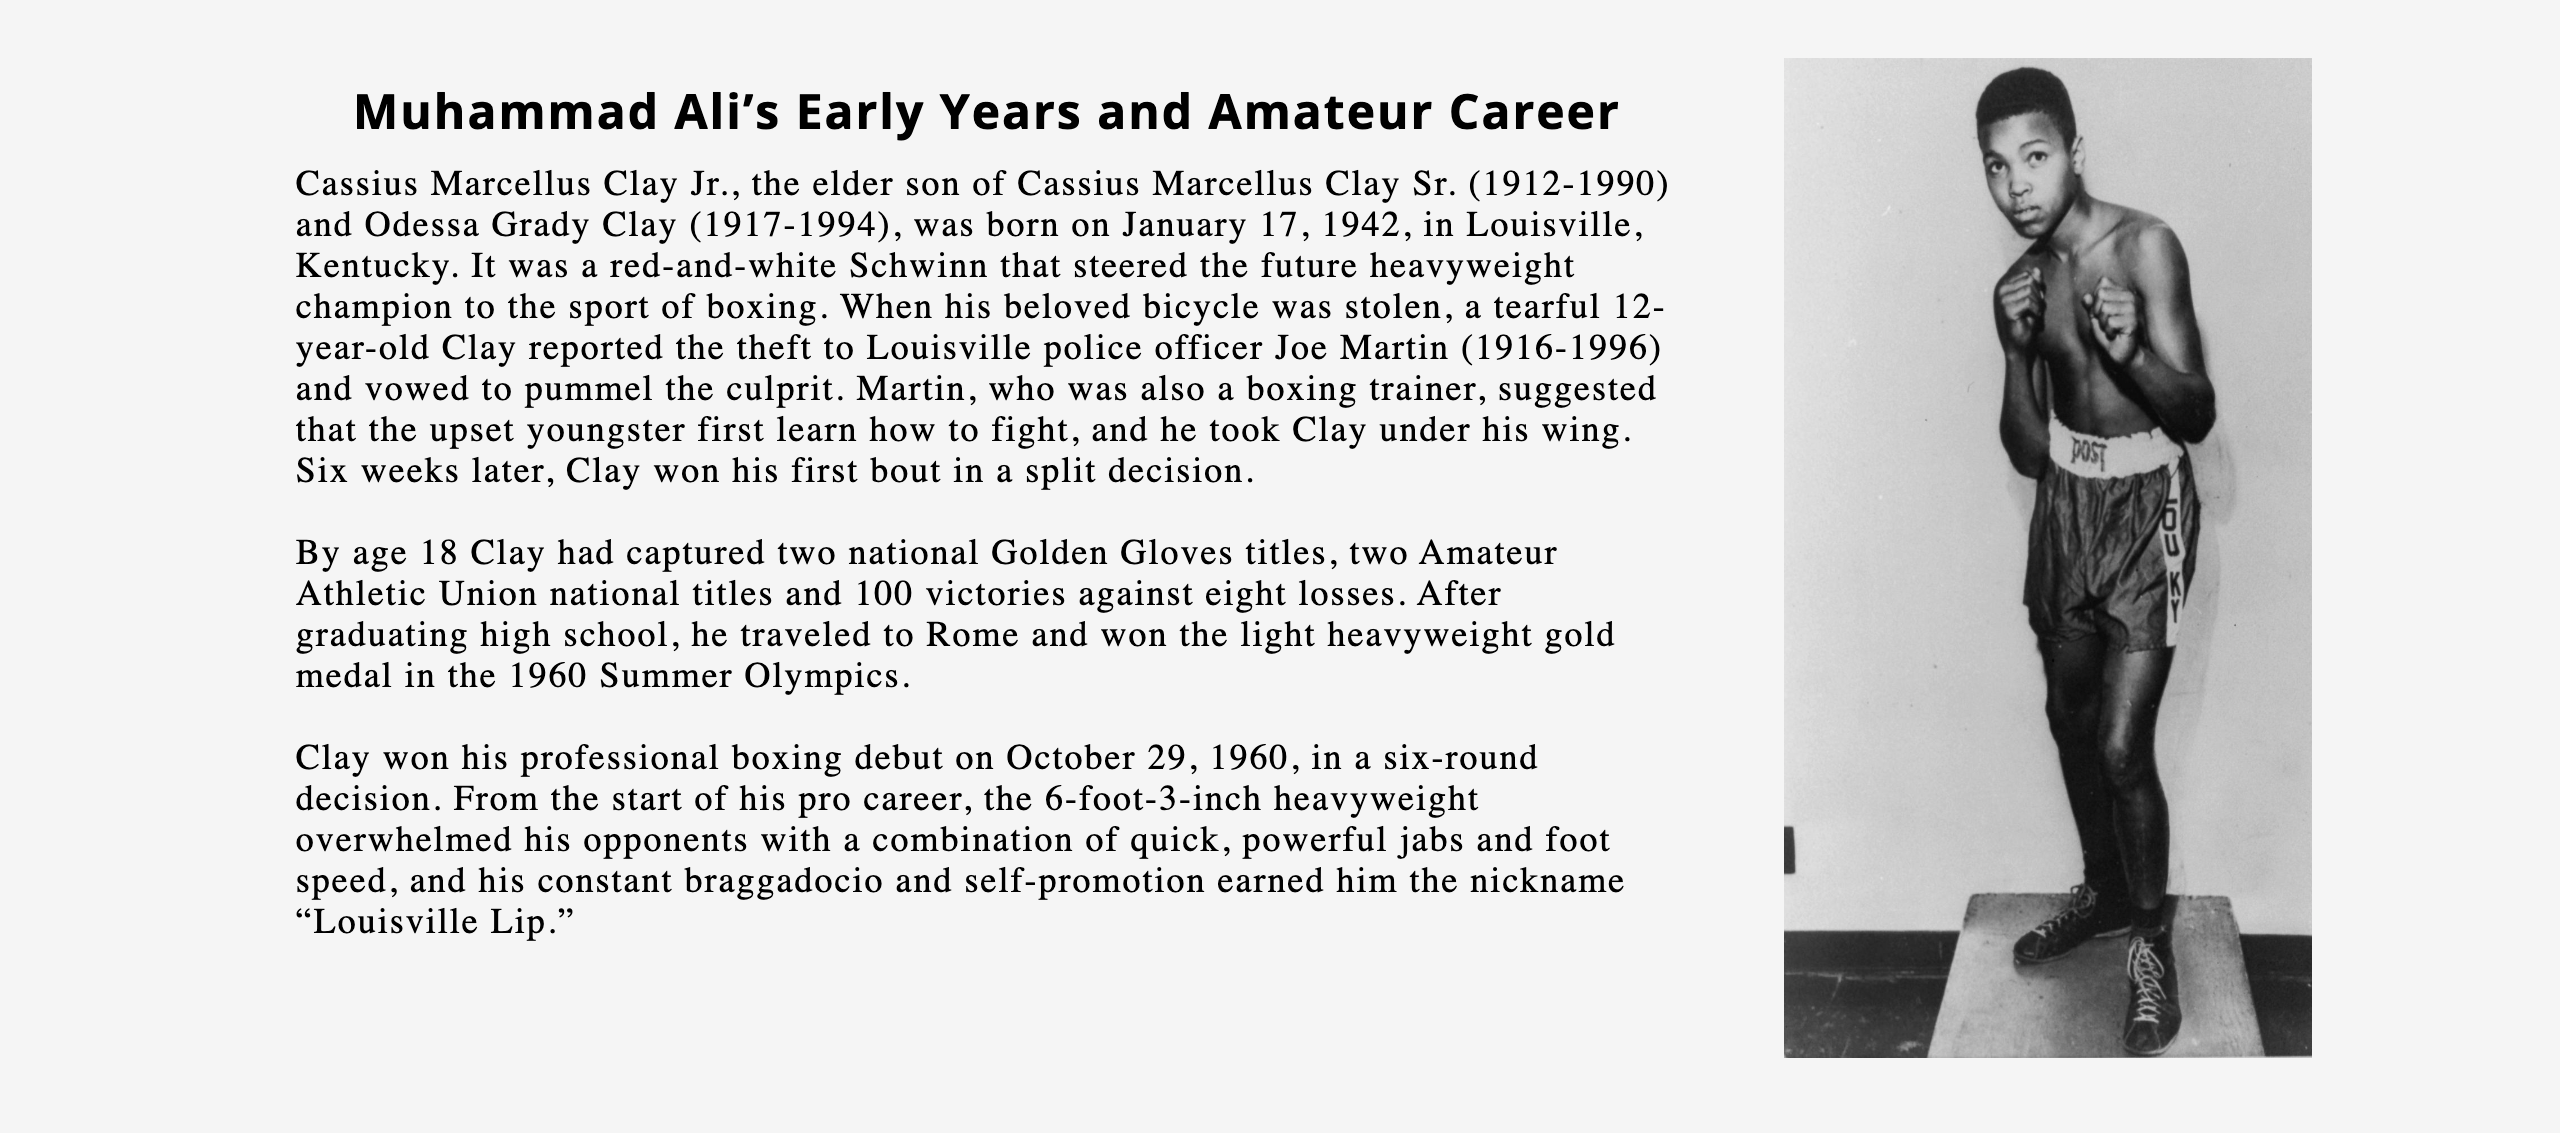 Muhammad Ali’s Early Years and Amateur Career
Cassius Marcellus Clay Jr., the elder son of Cassius Marcellus Clay Sr. (1912-1990)
and Odessa Grady Clay (1917-1994), was born on January 17, 1942, in Louisville,
Kentucky. It was a red-and-white Schwinn that steered the future heavyweight
champion to the sport of boxing. When his beloved bicycle was stolen, a tearful 12-
year-old Clay reported the theft to Louisville police officer Joe Martin (1916-1996)
and vowed to pummel the culprit. Martin, who was also a boxing trainer, suggested
that the upset youngster first learn how to fight, and he took Clay under his wing.
Six weeks later, Clay won his first bout in a split decision.
By age 18 Clay had captured two national Golden Gloves titles, two Amateur
Athletic Union national titles and 100 victories against eight losses. After
graduating high school, he traveled to Rome and won the light heavyweight gold
medal in the 1960 Summer Olympics.
Clay won his professional boxing debut on October 29, 1960, in a six-round
decision. From the start of his pro career, the 6-foot-3-inch heavyweight
overwhelmed his opponents with a combination of quick, powerful jabs and foot
speed, and his constant braggadocio and self-promotion earned him the nickname
“Louisville Lip.”
POST
LOU KY